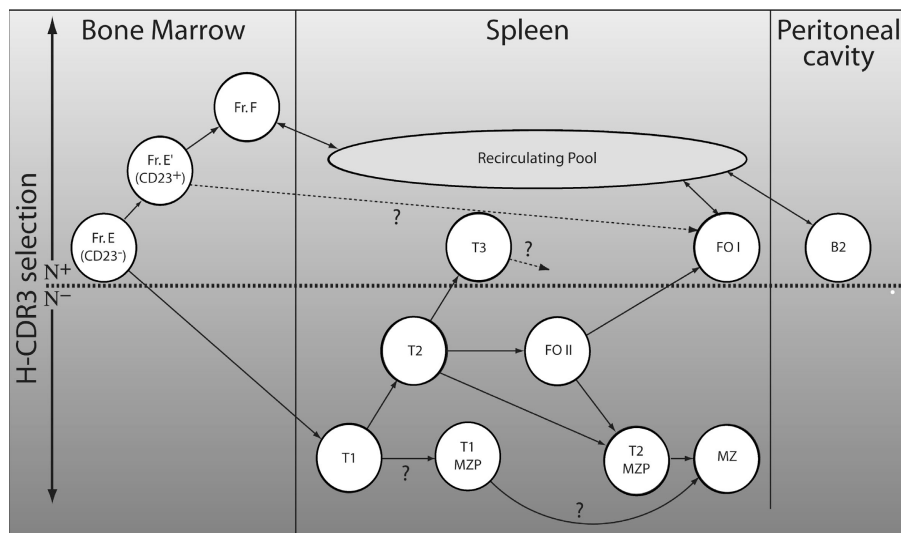 Bone Marrow
Spleen
Peritoneal
cavity
H-CDR3 selection
N+
N−
Fr. F
Fr. E'
(CD23+)
Fr. E
(CD23-)
Recirculating Pool
?
T3
?
FO I
B2
T2
FO II
T1
?
T1
MZP
?
T2
MZP
MZ